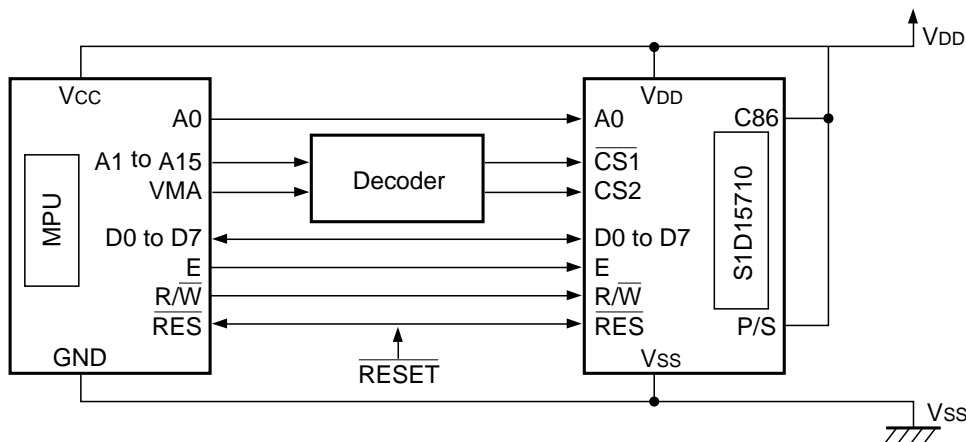 VDD
VCC
VDD
A0
A0
C86
A1 to A15
Decoder
CS1
VMA
CS2
MPU
S1D15710
D0 to D7
D0 to D7
E
E
R/W
R/W
RES
RES
P/S
GND
RESET
VSS
VSS